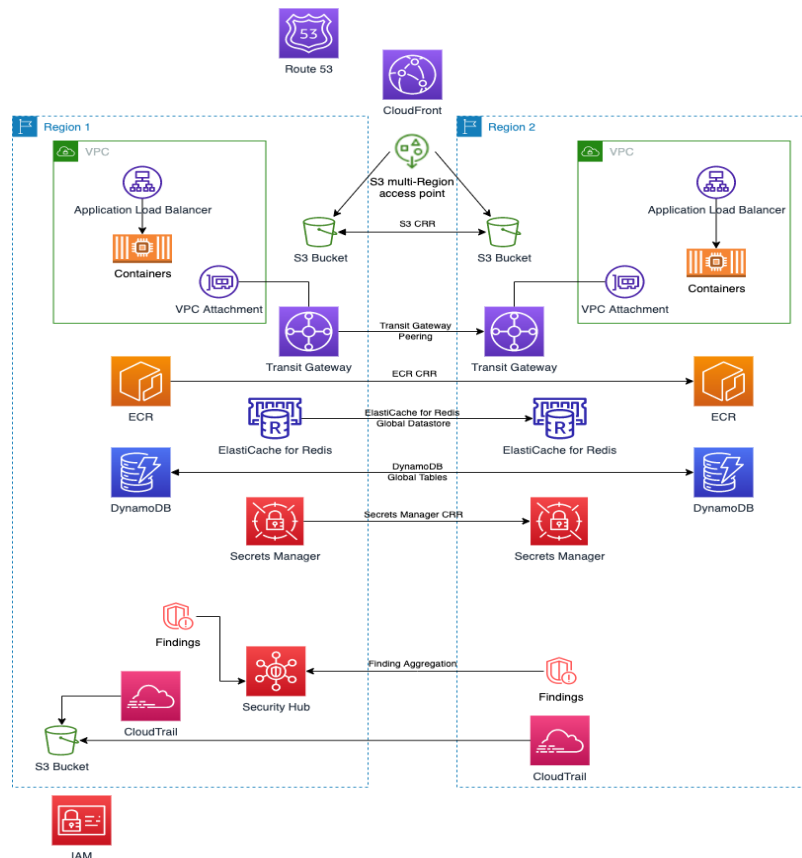 53
Route 53
CloudFront
Region 1
Region 2
VPC
VPC
S3 multi-Region
access point
Application Load Balancer
Application Load Balancer
S3 CRR
S3 Bucket
S3 Bucket
Containers
Containers
VPC Attachment
VPC Attachment
Transit Gateway
Peering
Transit Gateway
Transit Gateway
ECR CRR
ECR
ECR
ElastiCache for Redis
Global Datastore
R
R
ElastiCache for Redis
ElastiCache for Redis
DynamoDB
Global Tables
DynamoDB
DynamoDB
Secrets Manager CRR
Secrets Manager
Secrets Manager
Findings
Finding Aggregation
Findings
Security Hub
CloudTrail
S3 Bucket
CloudTrail
IAM